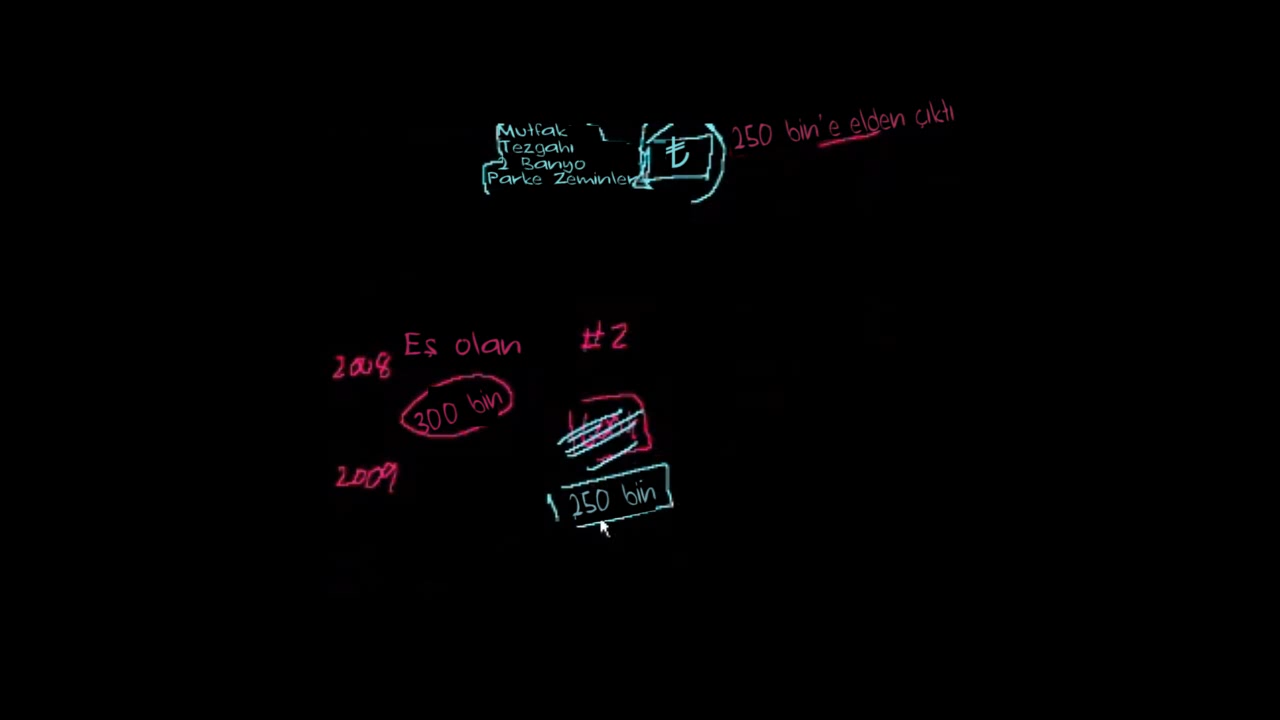 Mutfak
Tezgahı
2 Banyo
Parke Zeminler
₺
250 bin'e elden çıktı
2008 Eş olan #2
300 bin
2009
250 bin